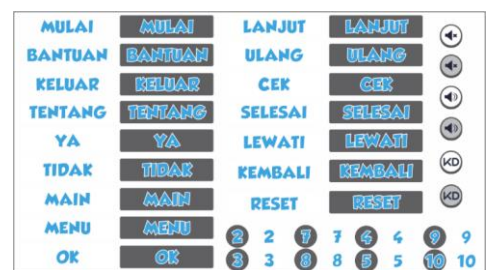 MULAI MULAI LANJUT LANJUT
BANTUAN BANTUAN ULANG ULANG
KELUAR KELUAR CEK CEK
TENTANG TENTANG SELESAI SELESAI
YA YA LEWATI LEWATI
TIDAK TIDAK KEMBALI KEMBALI KD
MAIN MAIN RESET RESET KD
MENU MENU 2 2 7 7 4 4 9 9
OK OK 3 3 8 8 5 5 10 10